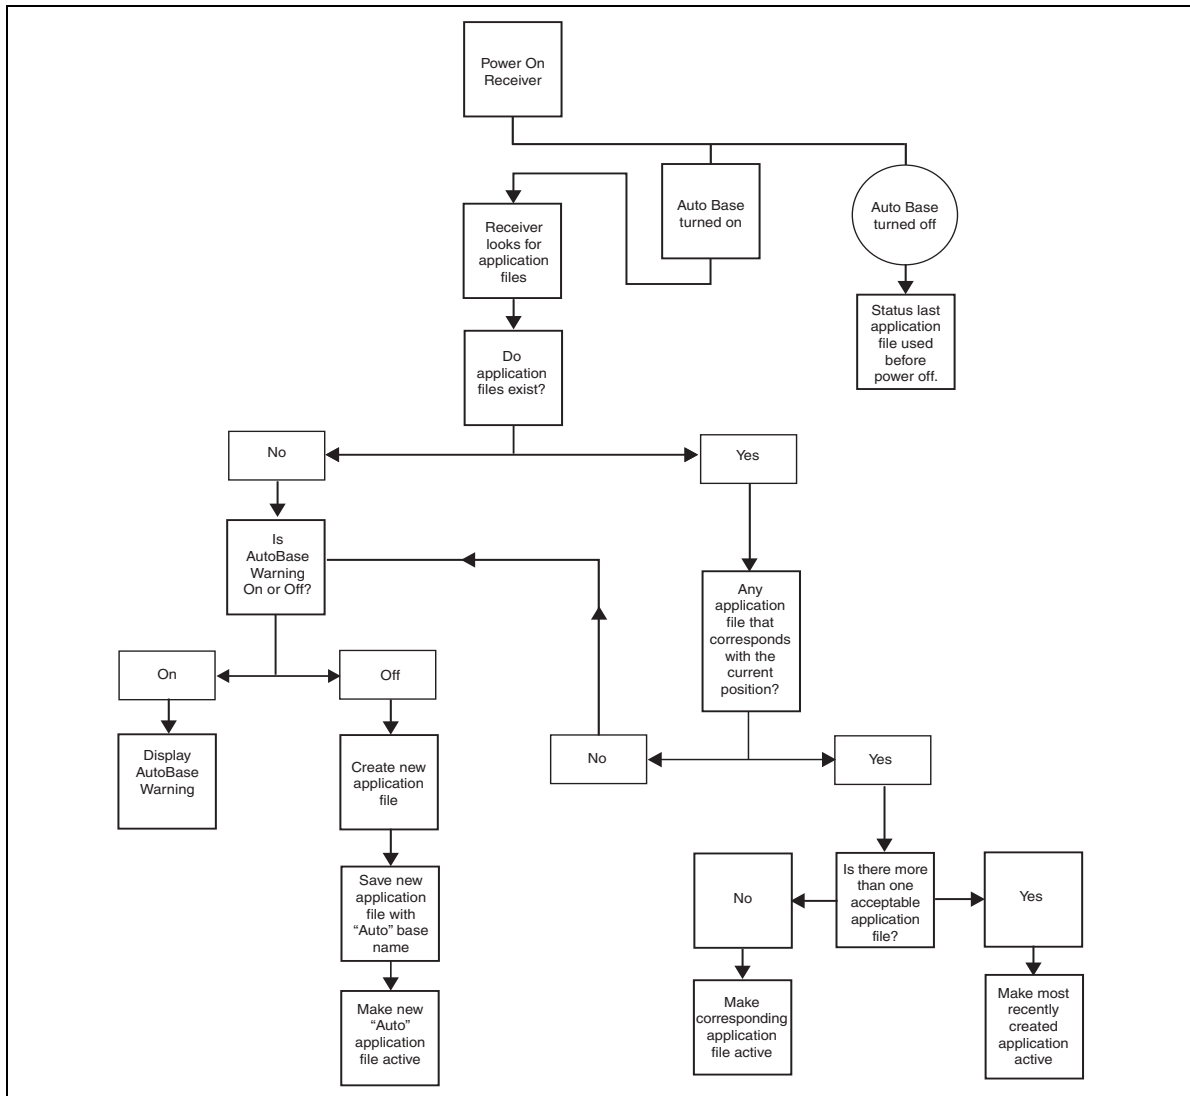 Power On
Receiver
Auto Base
turned on
Auto Base
turned off
Receiver
looks for
application
files
Status last
application
file used
before
power off.
Do
application
files exist?
No
Yes
Is
AutoBase
Warning
On or Off?
Any
application
file that
corresponds
with the
current
position?
On
Off
Display
AutoBase
Warning
Create new
application
file
No
Yes
Save new
application
file with
“Auto” base
name
No
Is there more
than one
acceptable
application
file?
Yes
Make new
“Auto”
application
file active
Make
corresponding
application
file active
Make most
recently
created
application
active